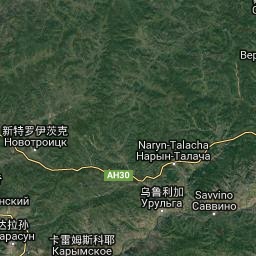 Вер
新特罗伊茨克
Новотроицк
Naryn-Talacha
Нарын-Талача
AH30
乌鲁利加
Урульга
Savvino
Саввино
нский
达拉孙
арасун
卡雷姆斯科耶
Карымское